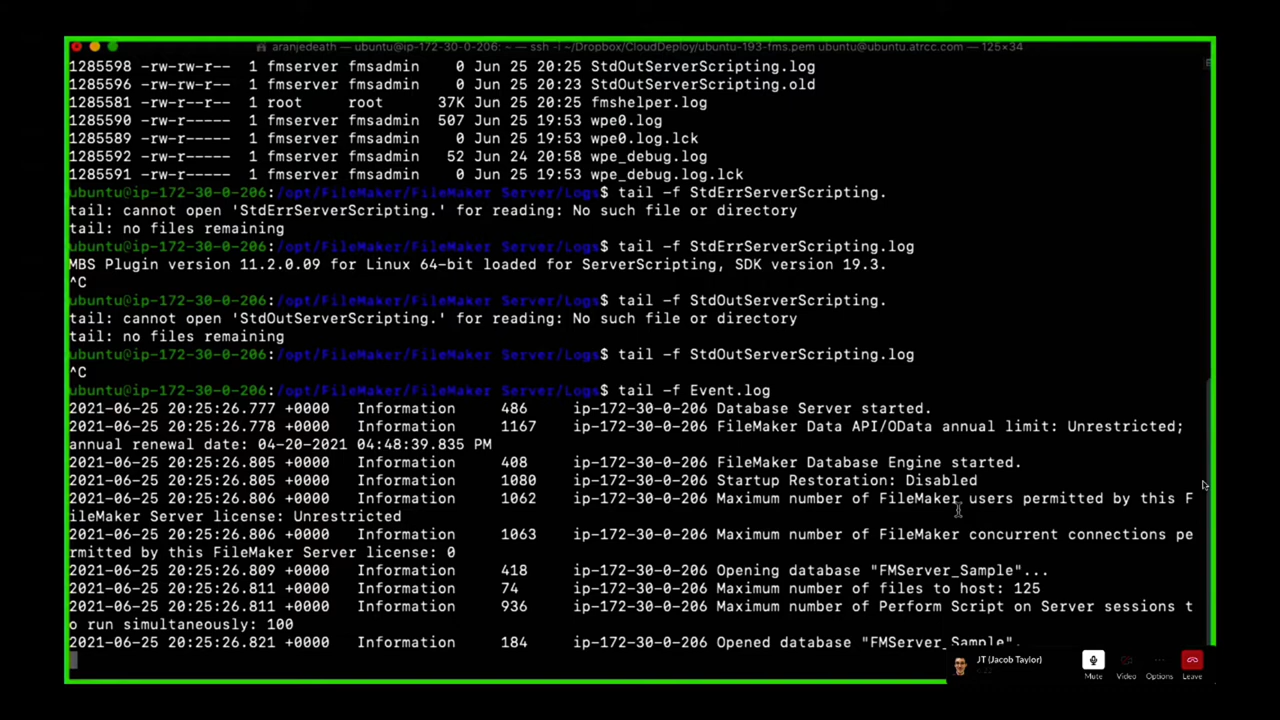 aranjedeath — ubuntu@ip-172-30-0-206: ~ — ssh -i ~/Dropbox/CloudDeploy/ubuntu-193-fms.pem ubuntu@ubuntu.atrcc.com — 125×34
1285598 -rw-rw-r--  1 fmserver fmsadmin    0 Jun 25 20:25 StdOutServerScripting.log
1285596 -rw-rw-r--  1 fmserver fmsadmin    0 Jun 25 20:23 StdOutServerScripting.old
1285581 -rw-r--r--  1 root     root      37K Jun 25 20:25 fmshelper.log
1285590 -rw-r-----  1 fmserver fmsadmin  507 Jun 25 19:53 wpe0.log
1285589 -rw-r-----  1 fmserver fmsadmin    0 Jun 25 19:53 wpe0.log.lck
1285592 -rw-r-----  1 fmserver fmsadmin   52 Jun 24 20:58 wpe_debug.log
1285591 -rw-r-----  1 fmserver fmsadmin    0 Jun 25 19:53 wpe_debug.log.lck
ubuntu@ip-172-30-0-206:/opt/FileMaker/FileMaker Server/Logs$ tail -f StdErrServerScripting.
tail: cannot open 'StdErrServerScripting.' for reading: No such file or directory
tail: no files remaining
ubuntu@ip-172-30-0-206:/opt/FileMaker/FileMaker Server/Logs$ tail -f StdErrServerScripting.log
MBS Plugin version 11.2.0.09 for Linux 64-bit loaded for ServerScripting, SDK version 19.3.
^C
ubuntu@ip-172-30-0-206:/opt/FileMaker/FileMaker Server/Logs$ tail -f StdOutServerScripting.
tail: cannot open 'StdOutServerScripting.' for reading: No such file or directory
tail: no files remaining
ubuntu@ip-172-30-0-206:/opt/FileMaker/FileMaker Server/Logs$ tail -f StdOutServerScripting.log
^C
ubuntu@ip-172-30-0-206:/opt/FileMaker/FileMaker Server/Logs$ tail -f Event.log
2021-06-25 20:25:26.777 +0000   Information     486     ip-172-30-0-206 Database Server started.
2021-06-25 20:25:26.778 +0000   Information     1167    ip-172-30-0-206 FileMaker Data API/OData annual limit: Unrestricted;
annual renewal date: 04-20-2021 04:48:39.835 PM
2021-06-25 20:25:26.805 +0000   Information     408     ip-172-30-0-206 FileMaker Database Engine started.
2021-06-25 20:25:26.805 +0000   Information     1080    ip-172-30-0-206 Startup Restoration: Disabled
2021-06-25 20:25:26.806 +0000   Information     1062    ip-172-30-0-206 Maximum number of FileMaker users permitted by this F
ileMaker Server license: Unrestricted
2021-06-25 20:25:26.806 +0000   Information     1063    ip-172-30-0-206 Maximum number of FileMaker concurrent connections pe
rmitted by this FileMaker Server license: 0
2021-06-25 20:25:26.809 +0000   Information     418     ip-172-30-0-206 Opening database "FMServer_Sample"...
2021-06-25 20:25:26.811 +0000   Information     74      ip-172-30-0-206 Maximum number of files to host: 125
2021-06-25 20:25:26.811 +0000   Information     936     ip-172-30-0-206 Maximum number of Perform Script on Server sessions t
o run simultaneously: 100
2021-06-25 20:25:26.821 +0000   Information     184     ip-172-30-0-206 Opened database "FMServer_Sample".
JT (Jacob Taylor)
Mute Video Options Leave